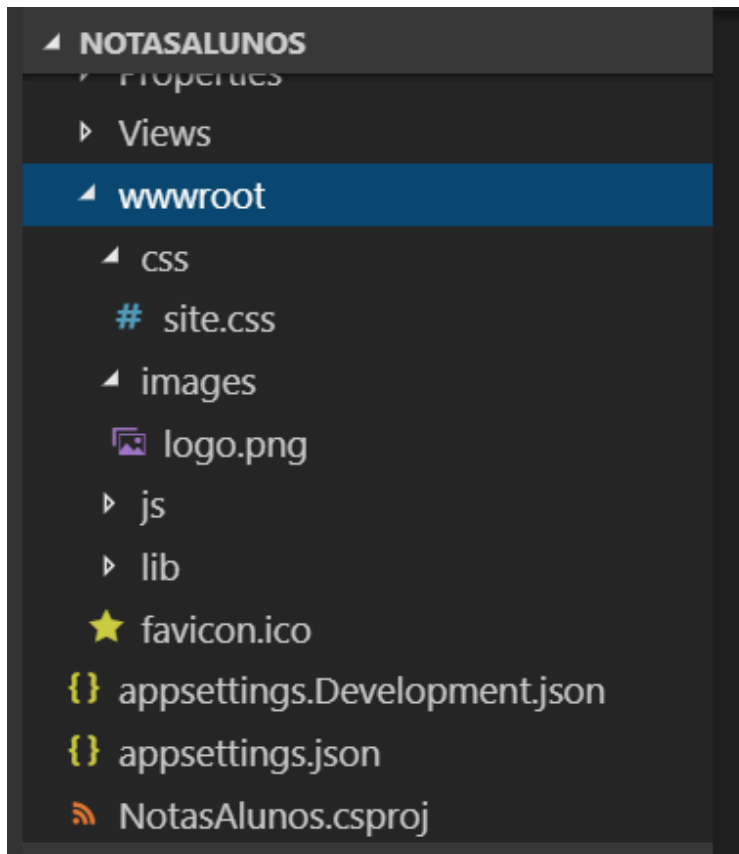 NOTASALUNOS
Properties
Views
wwwroot
css
# site.css
images
logo.png
js
lib
favicon.ico
{} appsettings.Development.json
{} appsettings.json
NotasAlunos.csproj